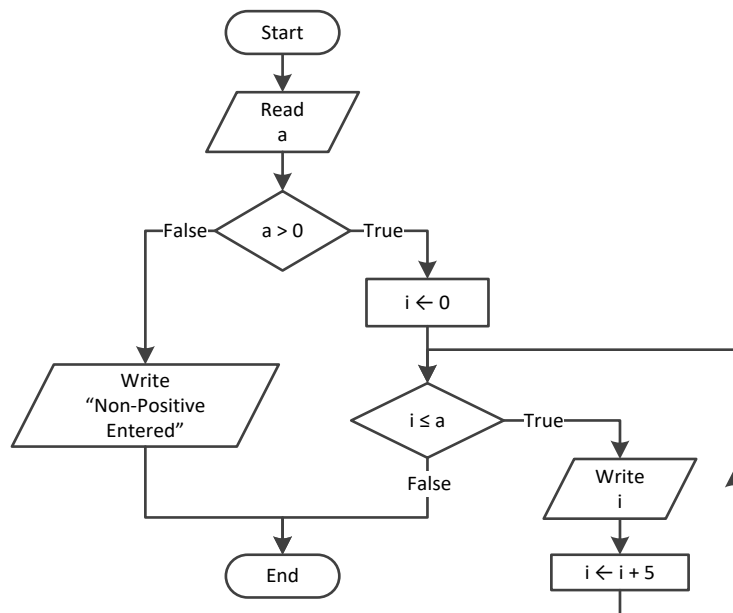 Start
Read
a
a > 0
False
True
i ← 0
Write
“Non-Positive
Entered”
i ≤ a
True
False
Write
i
End
i ← i + 5